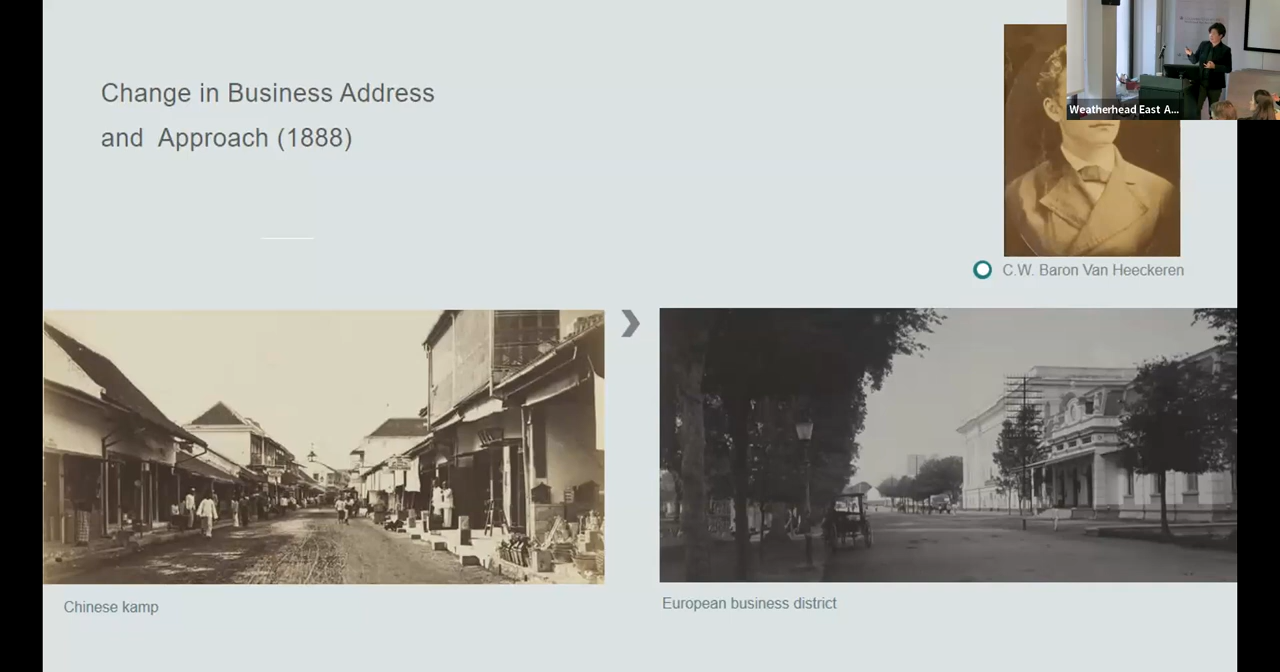 Change in Business Address
and Approach (1888)
Weatherhead East A...
C.W. Baron Van Heeckeren
Chinese kamp
European business district